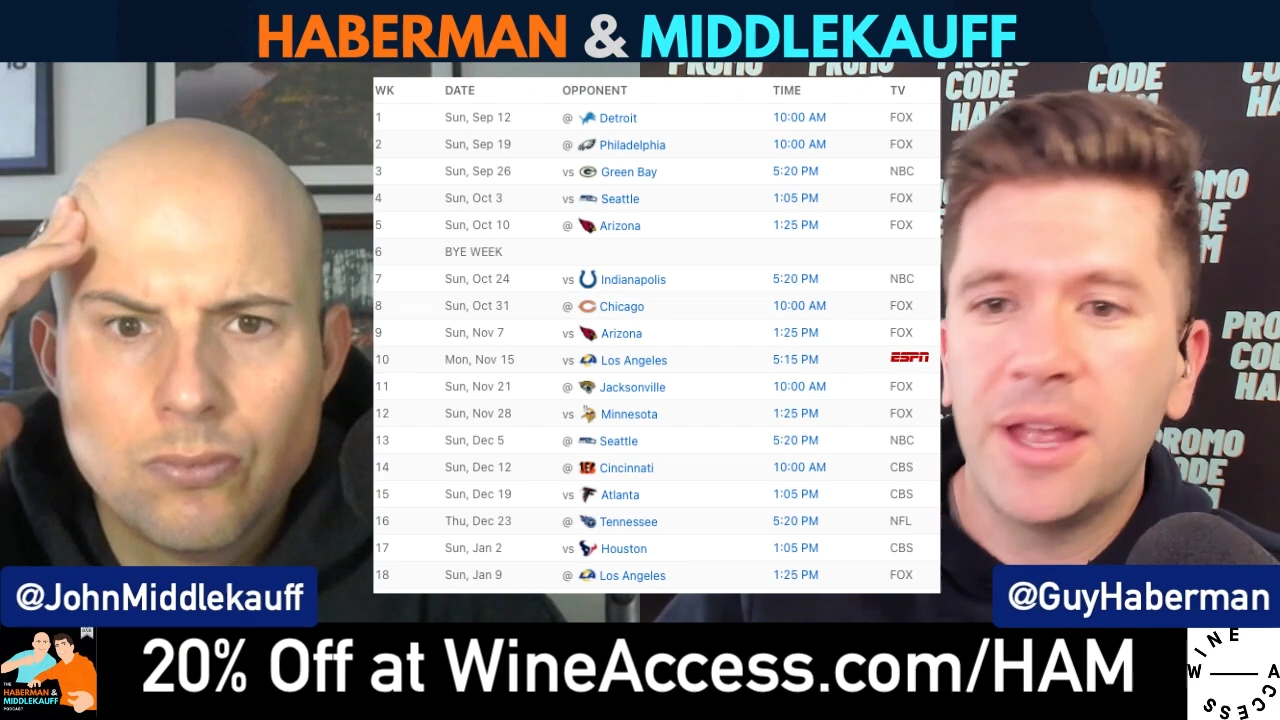 HABERMAN & MIDDLEKAUFF
WK DATE OPPONENT TIME TV
1 Sun, Sep 12 @ Detroit 10:00 AM FOX
2 Sun, Sep 19 @ Philadelphia 10:00 AM FOX
3 Sun, Sep 26 vs Green Bay 5:20 PM NBC
4 Sun, Oct 3 vs Seattle 1:05 PM FOX
5 Sun, Oct 10 @ Arizona 1:25 PM FOX
6 BYE WEEK
7 Sun, Oct 24 vs Indianapolis 5:20 PM NBC
8 Sun, Oct 31 @ Chicago 10:00 AM FOX
9 Sun, Nov 7 vs Arizona 1:25 PM FOX
10 Mon, Nov 15 vs Los Angeles 5:15 PM ESPN
11 Sun, Nov 21 @ Jacksonville 10:00 AM FOX
12 Sun, Nov 28 vs Minnesota 1:25 PM FOX
13 Sun, Dec 5 @ Seattle 5:20 PM NBC
14 Sun, Dec 12 @ Cincinnati 10:00 AM CBS
15 Sun, Dec 19 vs Atlanta 1:05 PM CBS
16 Thu, Dec 23 @ Tennessee 5:20 PM NFL
17 Sun, Jan 2 vs Houston 1:05 PM CBS
18 Sun, Jan 9 @ Los Angeles 1:25 PM FOX
PROMO PROMO
CODE
HAM
PROMO
CODE
@JohnMiddlekauff
@GuyHaberman
20% Off at WineAccess.com/HAM
THE
HABERMAN &
MIDDLEKAUFF
PODCAST
WINE
ACCESS